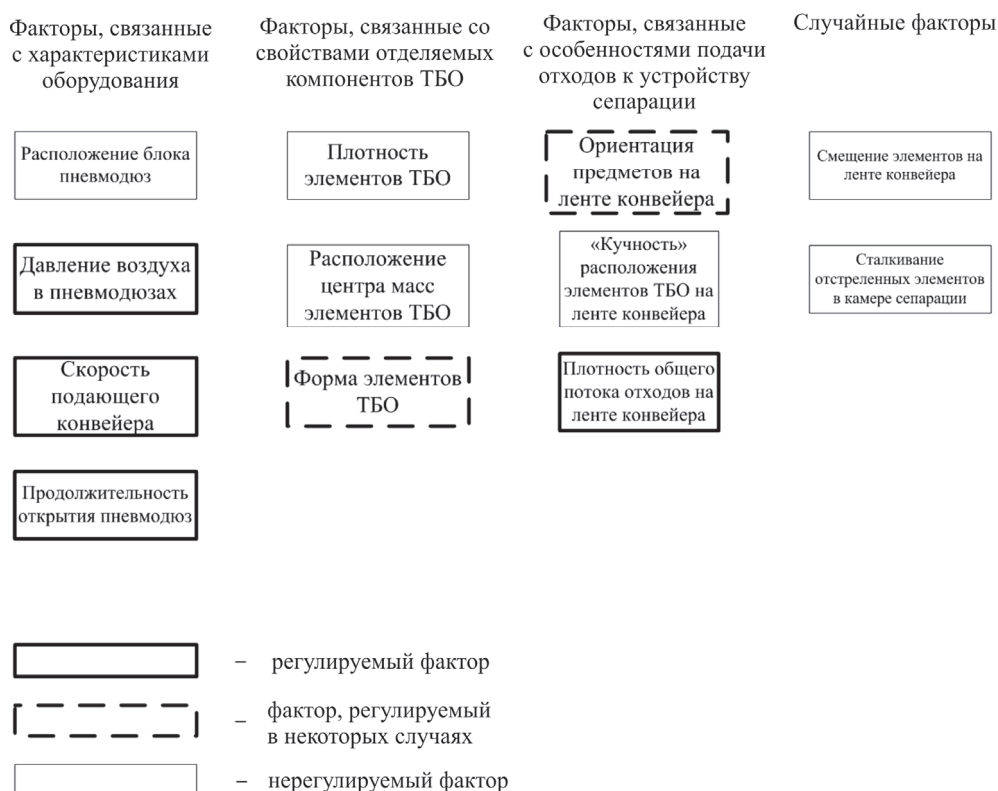 Факторы, связанные
с характеристиками
оборудования
Факторы, связанные со
свойствами отделяемых
компонентов ТБО
Факторы, связанные
с особенностями подачи
отходов к устройству
сепарации
Случайные факторы
Расположение блока
пневмодюз
Плотность
элементов ТБО
Ориентация
предметов на
ленте конвейера
Смещение элементов на
ленте конвейера
Давление воздуха
в пневмодюзах
Расположение
центра масс
элементов ТБО
«Кучность»
расположения
элементов ТБО на
ленте конвейера
Сталкивание
отстреленных элементов
в камере сепарации
Скорость
подающего
конвейера
Форма элементов
ТБО
Плотность общего
потока отходов на
ленте конвейера
Продолжительность
открытия пневмодюз
– регулируемый фактор
– фактор, регулируемый
в некоторых случаях
– нерегулируемый фактор